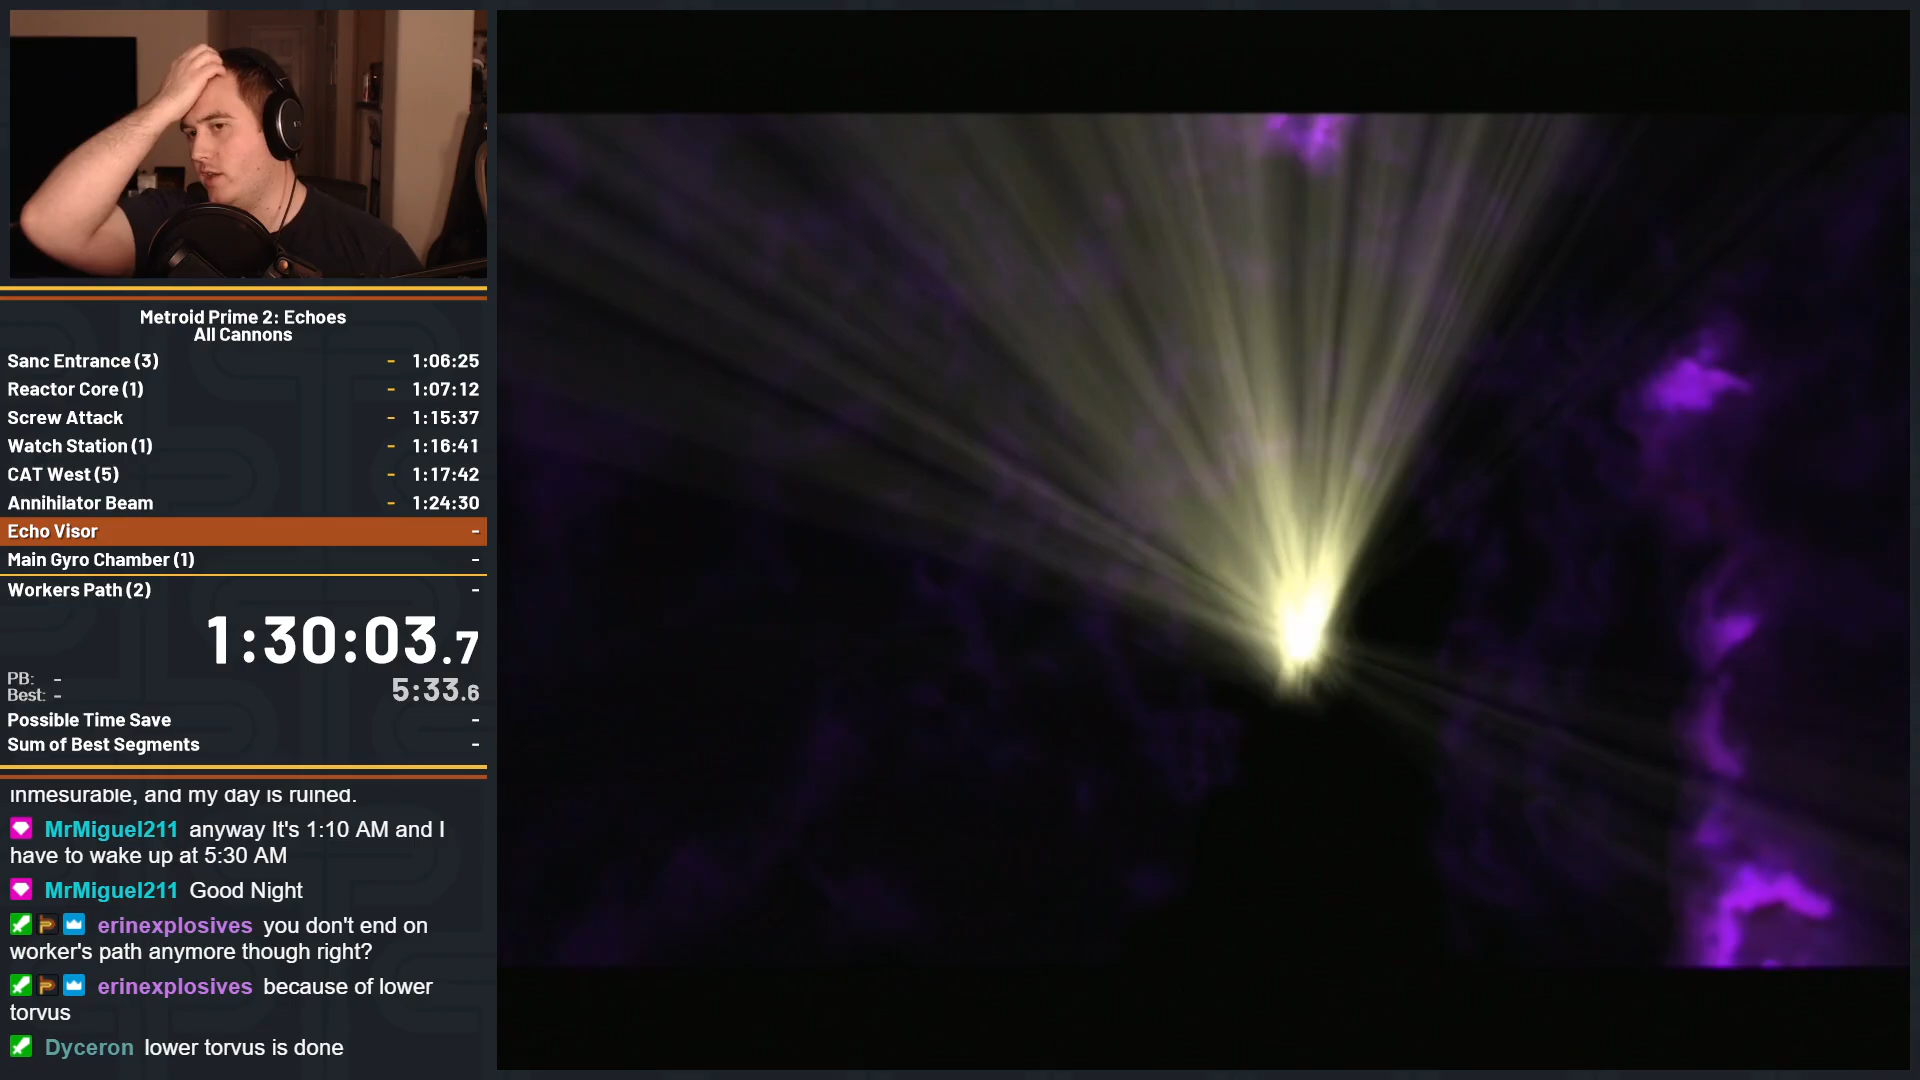 Metroid Prime 2: Echoes
All Cannons
Sanc Entrance (3) - 1:06:25
Reactor Core (1) - 1:07:12
Screw Attack - 1:15:37
Watch Station (1) - 1:16:41
CAT West (5) - 1:17:42
Annihilator Beam - 1:24:30
Echo Visor -
Main Gyro Chamber (1) -
Workers Path (2) -
1:30:03.7
PB: -
Best: -
5:33.6
Possible Time Save -
Sum of Best Segments -
inmesurable, and my day is ruined.
MrMiguel211 anyway It's 1:10 AM and I
have to wake up at 5:30 AM
MrMiguel211 Good Night
erinexplosives you don't end on
worker's path anymore though right?
erinexplosives because of lower
torvus
Dyceron lower torvus is done